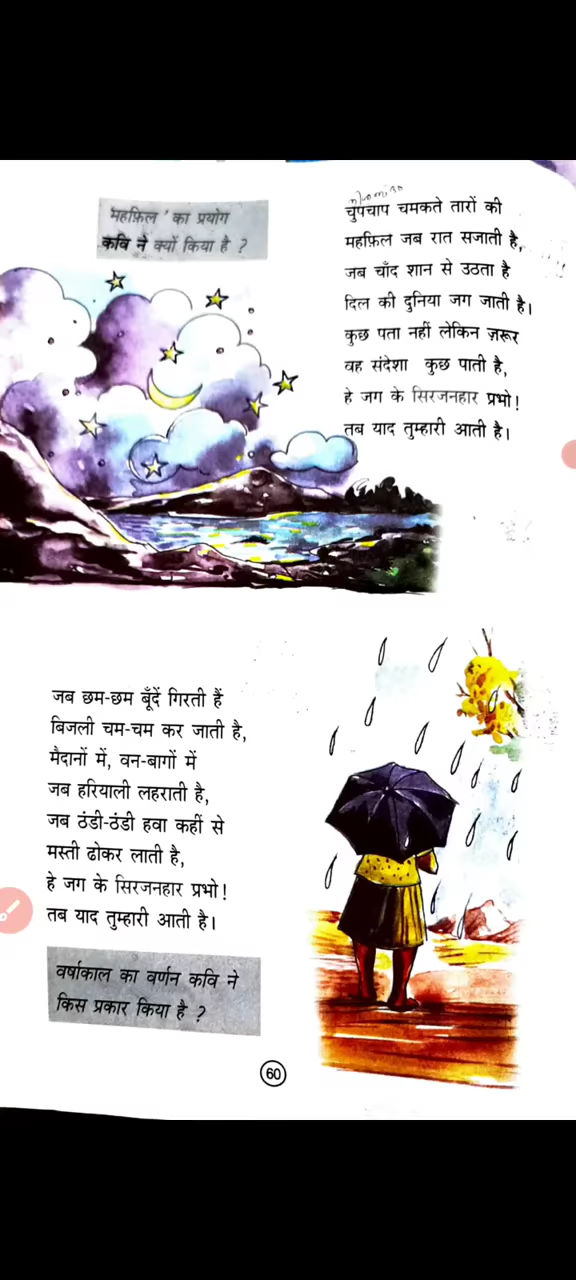 'महफ़िल' का प्रयोग
कवि ने क्यों किया है ?
चुपचाप चमकते तारों की
महफ़िल जब रात सजाती है,
जब चाँद शान से उठता है
दिल की दुनिया जग जाती है।
कुछ पता नहीं लेकिन ज़रूर
वह संदेशा कुछ पाती है,
हे जग के सिरजनहार प्रभो!
तब याद तुम्हारी आती है।
जब छम-छम बूँदें गिरती हैं
बिजली चम-चम कर जाती है,
मैदानों में, वन-बागों में
जब हरियाली लहराती है,
जब ठंडी-ठंडी हवा कहीं से
मस्ती ढोकर लाती है,
हे जग के सिरजनहार प्रभो!
तब याद तुम्हारी आती है।
वर्षाकाल का वर्णन कवि ने
किस प्रकार किया है ?
60